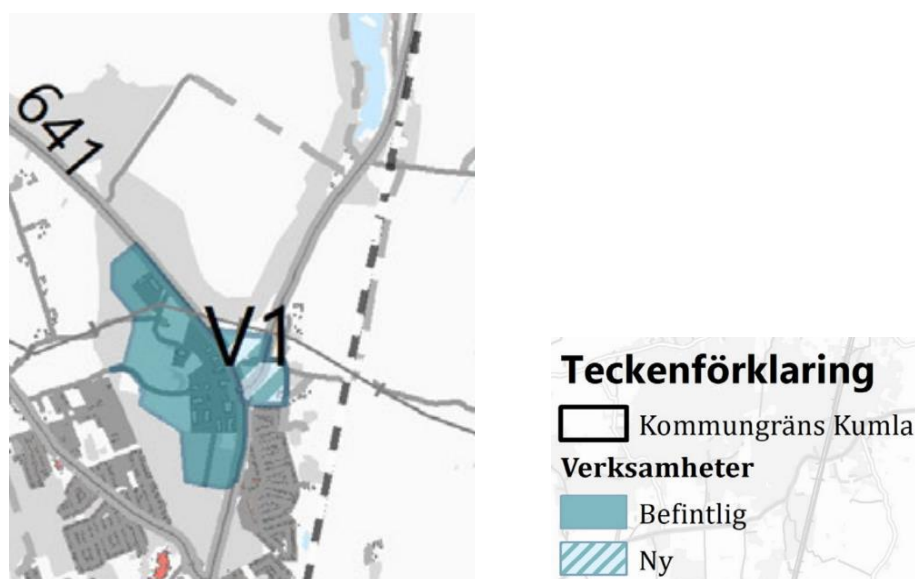 641
V1
Teckenförklaring
Kommungräns Kumla
Verksamheter
Befintlig
Ny